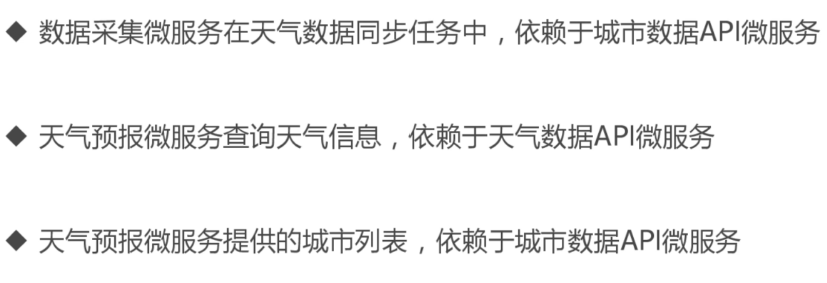 ◆ 数据采集微服务在天气数据同步任务中，依赖于城市数据API微服务
◆ 天气预报微服务查询天气信息，依赖于天气数据API微服务
◆ 天气预报微服务提供的城市列表，依赖于城市数据API微服务